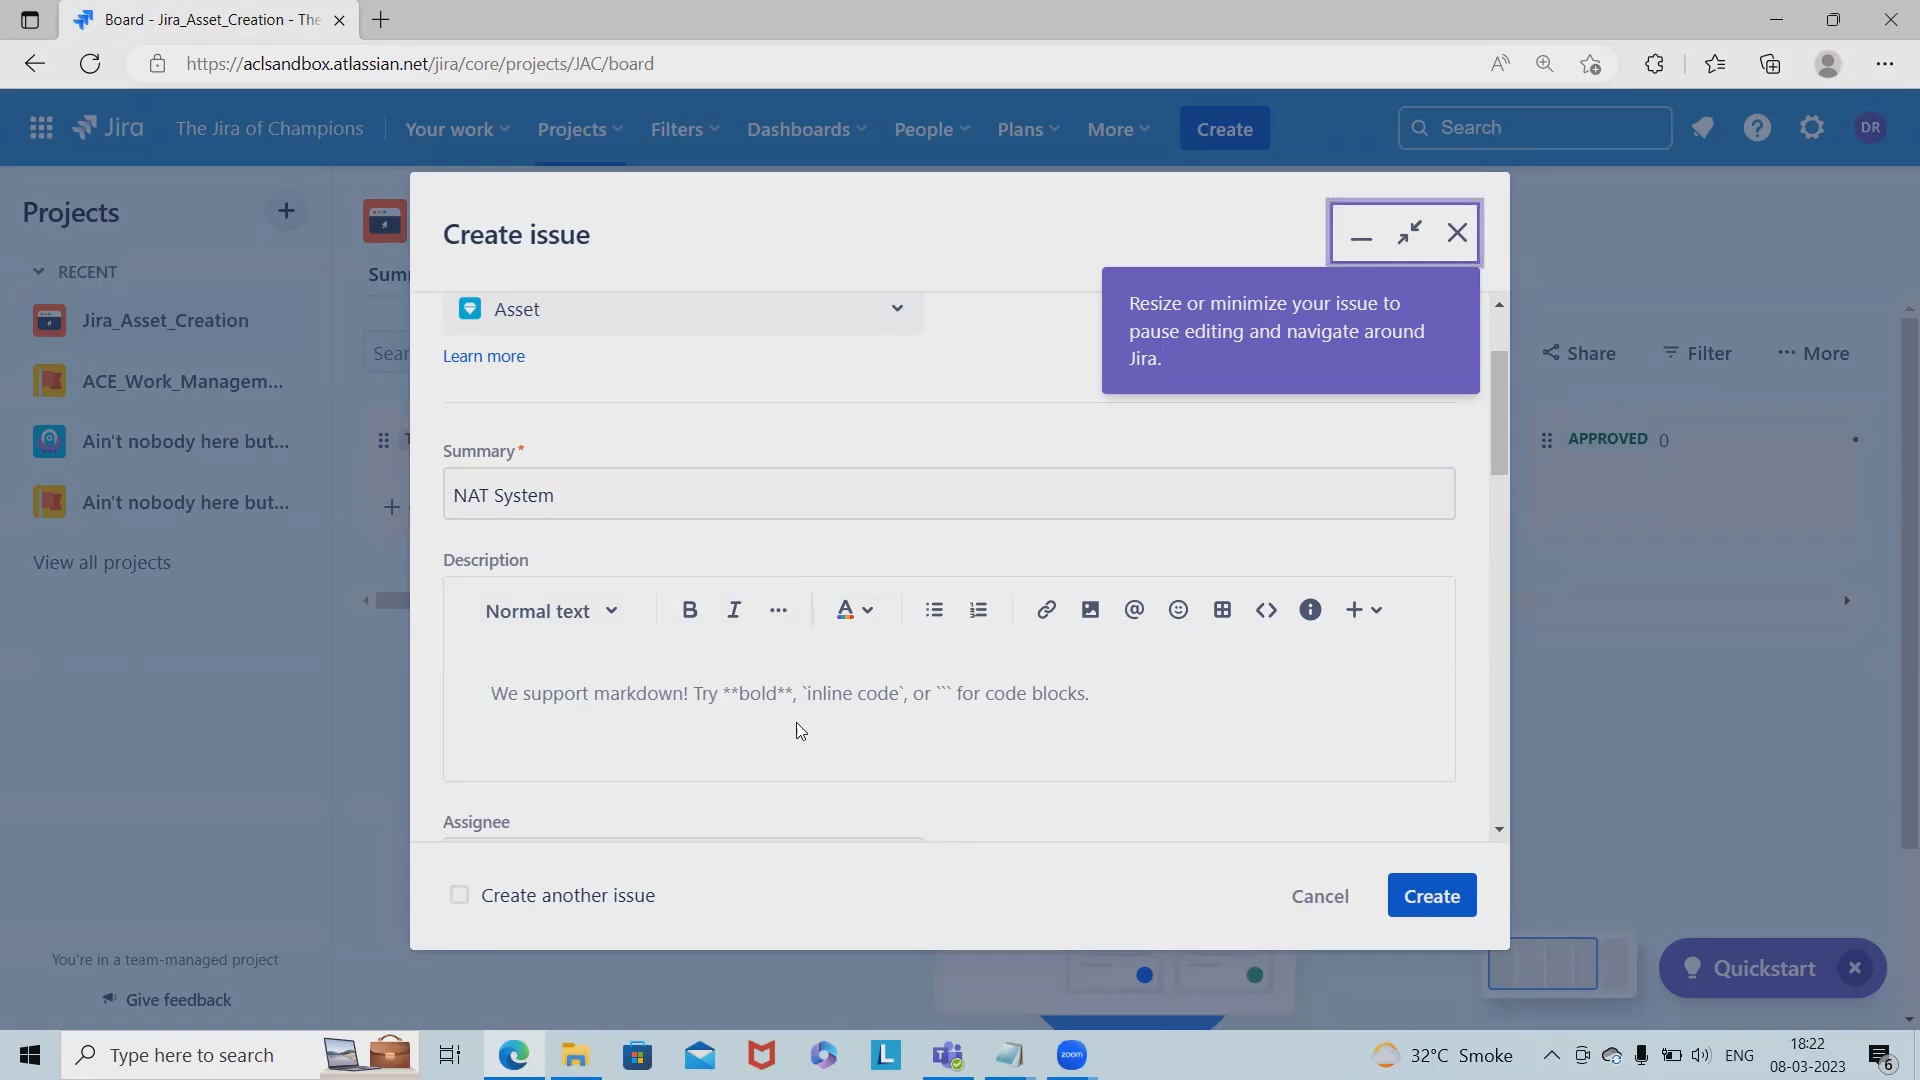 Board - Jira_Asset_Creation - The
https://aclsandbox.atlassian.net/jira/core/projects/JAC/board
Jira
The Jira of Champions
Your work
Projects
Filters
Dashboards
People
Plans
More
Create
Search
DR
Projects
RECENT
Jira_Asset_Creation
ACE_Work_Managem...
Ain't nobody here but...
Ain't nobody here but...
View all projects
You're in a team-managed project
Give feedback
Share
Filter
More
APPROVED 0
Create issue
Resize or minimize your issue to
pause editing and navigate around
Jira.
Asset
Learn more
Summary*
NAT System
Description
Normal text
We support markdown! Try **bold**, `inline code`, or ``` for code blocks.
Assignee
Create another issue
Cancel
Create
Quickstart
Type here to search
zoom
32°C Smoke
ENG
18:22
08-03-2023
6